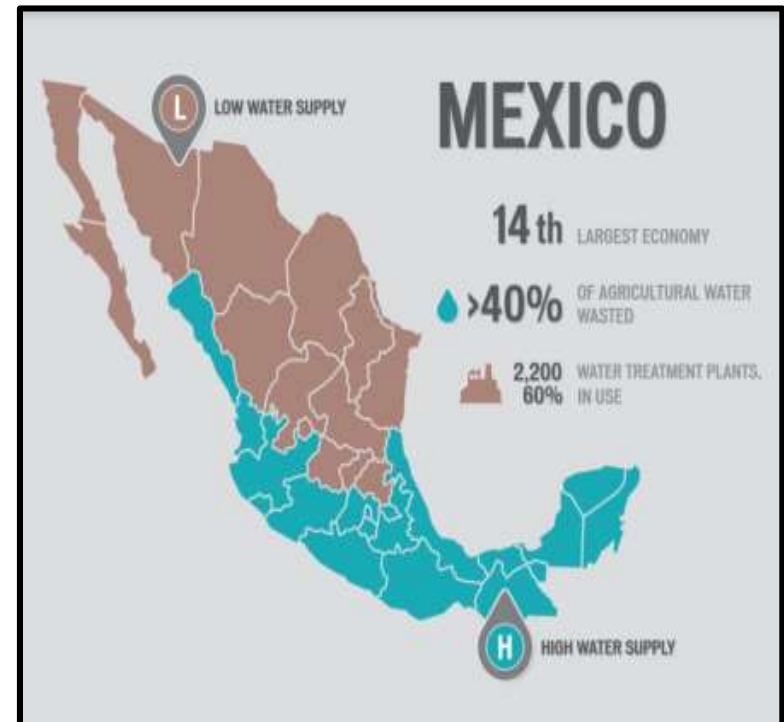 MEXICO
L LOW WATER SUPPLY
14 th LARGEST ECONOMY
>40% OF AGRICULTURAL WATER
WASTED
2,200 WATER TREATMENT PLANTS.
60% IN USE
H HIGH WATER SUPPLY